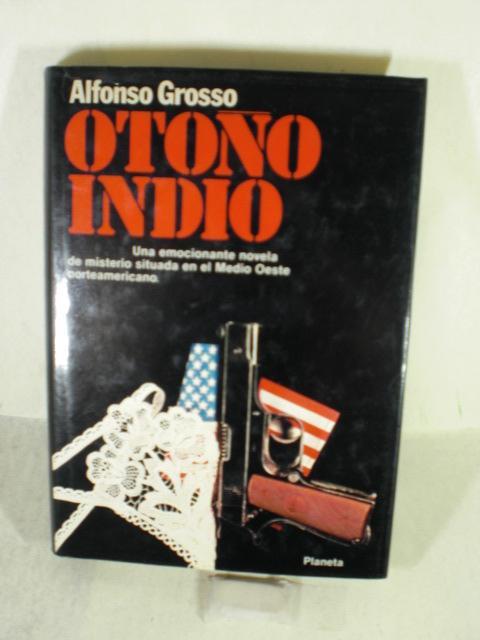 Alfonso Grosso
OTOÑO
INDIO
Una emocionante novela
de misterio situada en el Medio Oeste
norteamericano.
Planeta